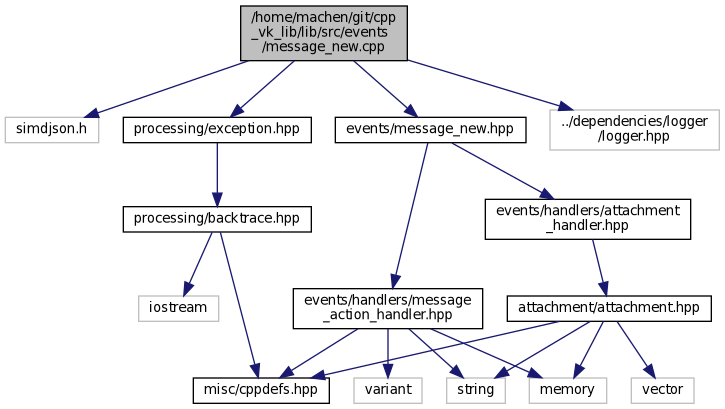 /home/machen/git/cpp
_vk_lib/lib/src/events
/message_new.cpp
simdjson.h
processing/exception.hpp
events/message_new.hpp
../dependencies/logger
/logger.hpp
processing/backtrace.hpp
events/handlers/attachment
_handler.hpp
iostream
events/handlers/message
_action_handler.hpp
attachment/attachment.hpp
misc/cppdefs.hpp
variant
string
memory
vector